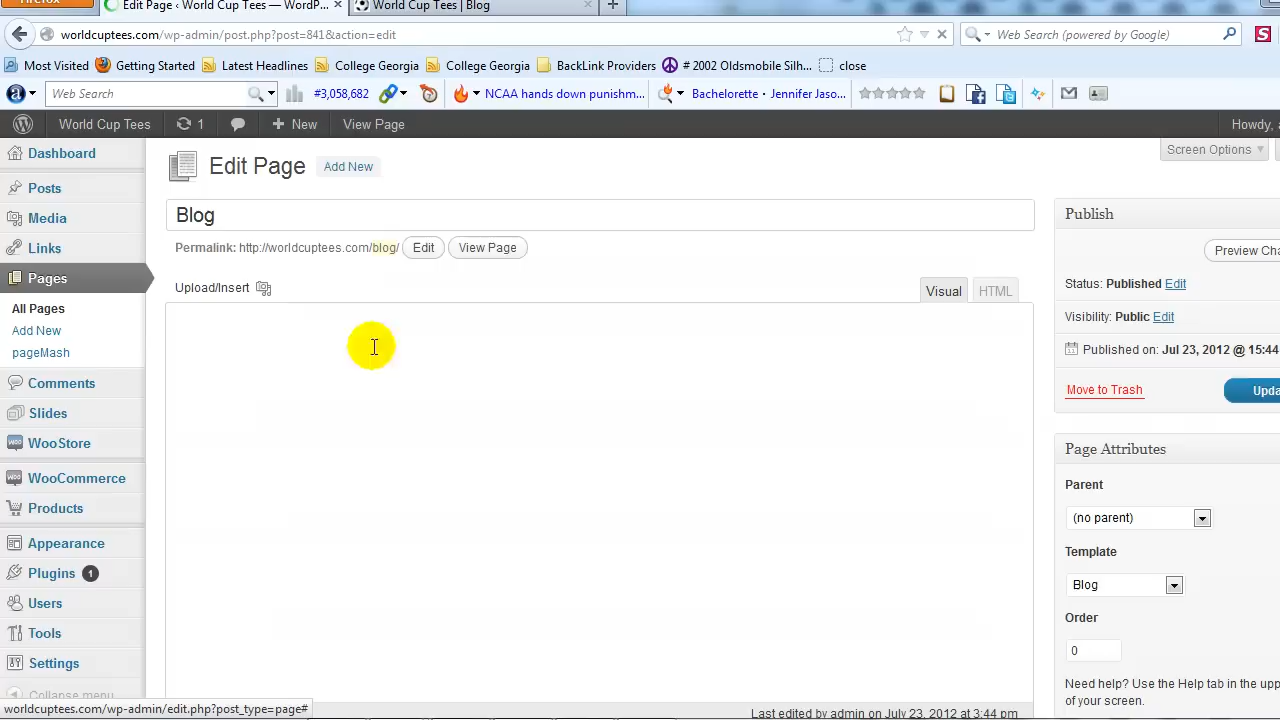 Firefox
Edit Page ‹ World Cup Tees — WordP... × World Cup Tees | Blog × +
worldcuptees.com/wp-admin/post.php?post=841&action=edit
Web Search (powered by Google)
S
Most Visited Getting Started Latest Headlines College Georgia College Georgia BackLink Providers # 2002 Oldsmobile Silh... close
a Web Search #3,058,682 NCAA hands down punishm... Bachelorette • Jennifer Jaso...
World Cup Tees 1 + New View Page Howdy, a
Dashboard
Posts
Media
Links
Pages
All Pages
Add New
pageMash
Comments
Slides
WooStore
WooCommerce
Products
Appearance
Plugins 1
Users
Tools
Settings
Collapse menu
worldcuptees.com/wp-admin/edit.php?post_type=page#
Screen Options
Edit Page Add New
Blog
Permalink: http://worldcuptees.com/blog/ Edit View Page
Upload/Insert
Visual HTML
Last edited by admin on July 23, 2012 at 3:44 pm
Publish
Preview Cha
Status: Published Edit
Visibility: Public Edit
Published on: Jul 23, 2012 @ 15:44
Move to Trash Upda
Page Attributes
Parent
(no parent)
Template
Blog
Order
0
Need help? Use the Help tab in the upp
of your screen.